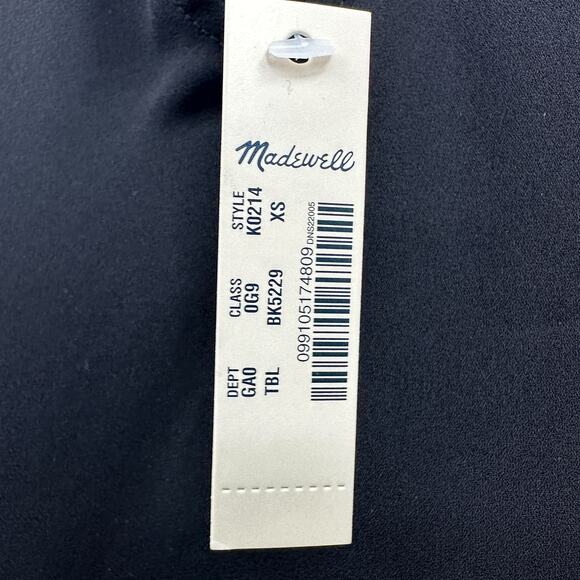 Madewell
DEPT CLASS STYLE
GA0 0G9 K0214
TBL BK5229 XS
099105174809 DNS22005